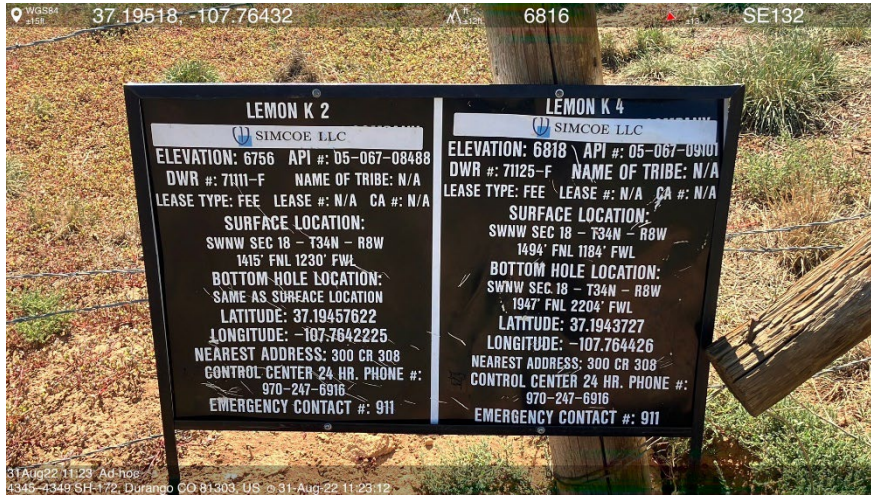 WGS84
±15ft
37.19518, -107.76432
ft
±12ft
6816
°T
±13
SE132
LEMON K 2
SIMCOE LLC
ELEVATION: 6756 API #: 05-067-08488
DWR #: 71111-F NAME OF TRIBE: N/A
LEASE TYPE: FEE LEASE #: N/A CA #: N/A
SURFACE LOCATION:
SWNW SEC 18 - T34N - R8W
1415' FNL 1230' FWL
BOTTOM HOLE LOCATION:
SAME AS SURFACE LOCATION
LATITUDE: 37.19457622
LONGITUDE: -107.7642225
NEAREST ADDRESS: 300 CR 308
CONTROL CENTER 24 HR. PHONE #:
970-247-6916
EMERGENCY CONTACT #: 911
LEMON K 4
SIMCOE LLC
ELEVATION: 6818 API #: 05-067-09101
DWR #: 71125-F NAME OF TRIBE: N/A
LEASE TYPE: FEE LEASE #: N/A CA #: N/A
SURFACE LOCATION:
SWNW SEC 18 - T34N - R8W
1494' FNL 1184' FWL
BOTTOM HOLE LOCATION:
SWNW SEC 18 - T34N - R8W
1947' FNL 2204' FWL
LATITUDE: 37.1943727
LONGITUDE: -107.764426
NEAREST ADDRESS: 300 CR 308
CONTROL CENTER 24 HR. PHONE #:
970-247-6916
EMERGENCY CONTACT #: 911
31Aug22 11:23 Ad-hoc
4345-4349 SH-172, Durango CO 81303, US 31-Aug-22 11:23:12